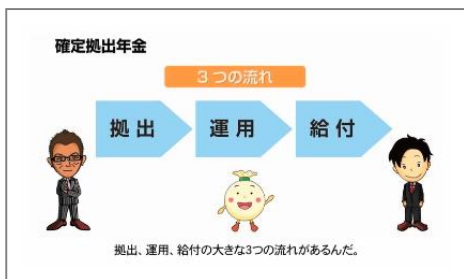 確定拠出年金
3つの流れ
拠出 運用 給付
拠出、運用、給付の大きな3つの流れがあるんだ。